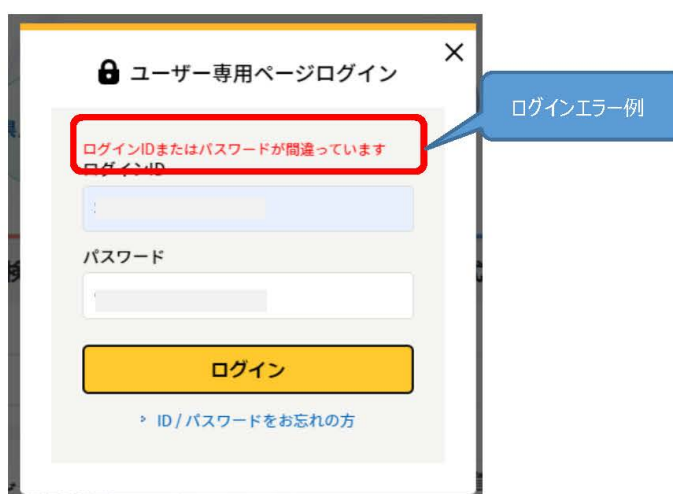 ユーザー専用ページログイン
ログインエラー例
ログインIDまたはパスワードが間違っています
ログインID
パスワード
ログイン
ID / パスワードをお忘れの方